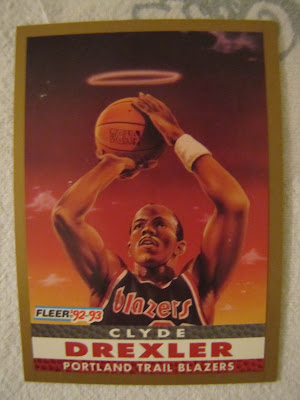 blazers
FLEER '92-93
CLYDE
DREXLER
PORTLAND TRAIL BLAZERS